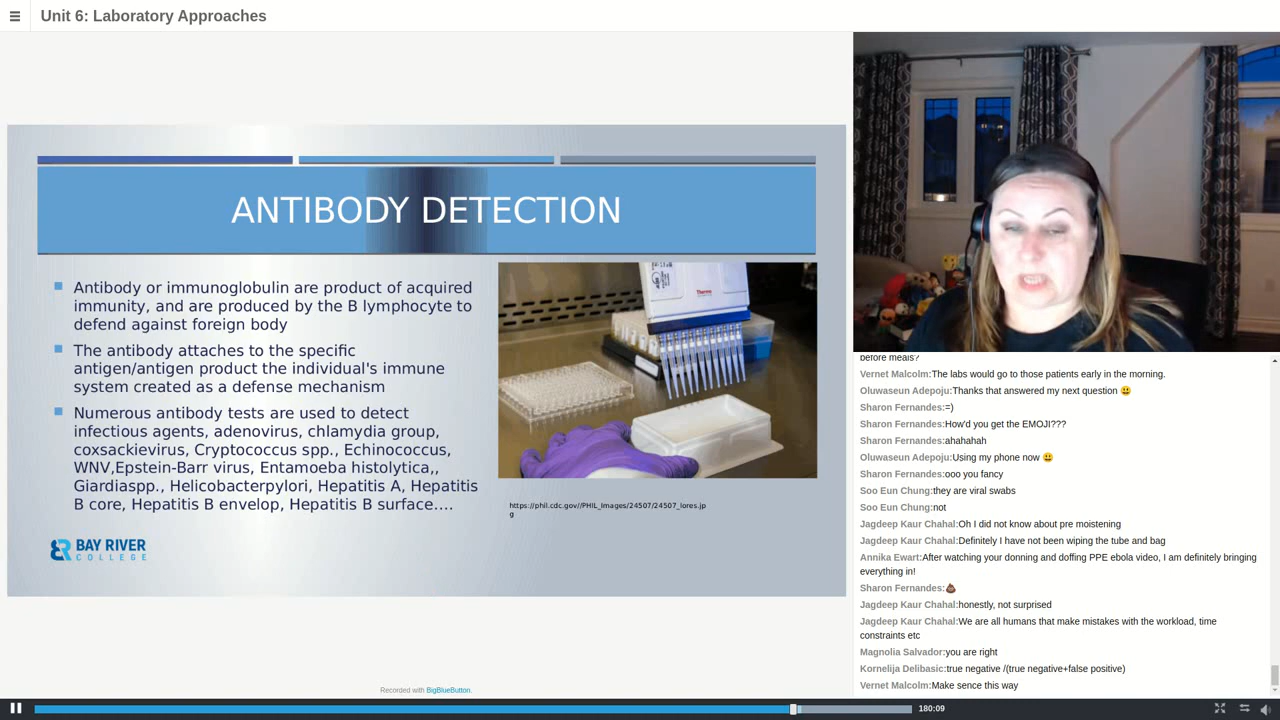 Unit 6: Laboratory Approaches
ANTIBODY DETECTION
Antibody or immunoglobulin are product of acquired
immunity, and are produced by the B lymphocyte to
defend against foreign body
The antibody attaches to the specific
antigen/antigen product the individual's immune
system created as a defense mechanism
Numerous antibody tests are used to detect
infectious agents, adenovirus, chlamydia group,
coxsackievirus, Cryptococcus spp., Echinococcus,
WNV,Epstein-Barr virus, Entamoeba histolytica,,
Giardiaspp., Helicobacterpylori, Hepatitis A, Hepatitis
B core, Hepatitis B envelop, Hepatitis B surface....
Thermo
https://phil.cdc.gov//PHIL_Images/24507/24507_lores.jp
g
BAY RIVER
COLLEGE
Recorded with BigBlueButton.
before meals?
Vernet Malcolm:The labs would go to those patients early in the morning.
Oluwaseun Adepoju:Thanks that answered my next question 😃
Sharon Fernandes:=)
Sharon Fernandes:How'd you get the EMOJI???
Sharon Fernandes:ahahahah
Oluwaseun Adepoju:Using my phone now 😃
Sharon Fernandes:ooo you fancy
Soo Eun Chung:they are viral swabs
Soo Eun Chung:not
Jagdeep Kaur Chahal:Oh I did not know about pre moistening
Jagdeep Kaur Chahal:Definitely I have not been wiping the tube and bag
Annika Ewart:After watching your donning and doffing PPE ebola video, I am definitely bringing
everything in!
Sharon Fernandes:💩
Jagdeep Kaur Chahal:honestly, not surprised
Jagdeep Kaur Chahal:We are all humans that make mistakes with the workload, time
constraints etc
Magnolia Salvador:you are right
Kornelija Delibasic:true negative /(true negative+false positive)
Vernet Malcolm:Make sence this way
180:09